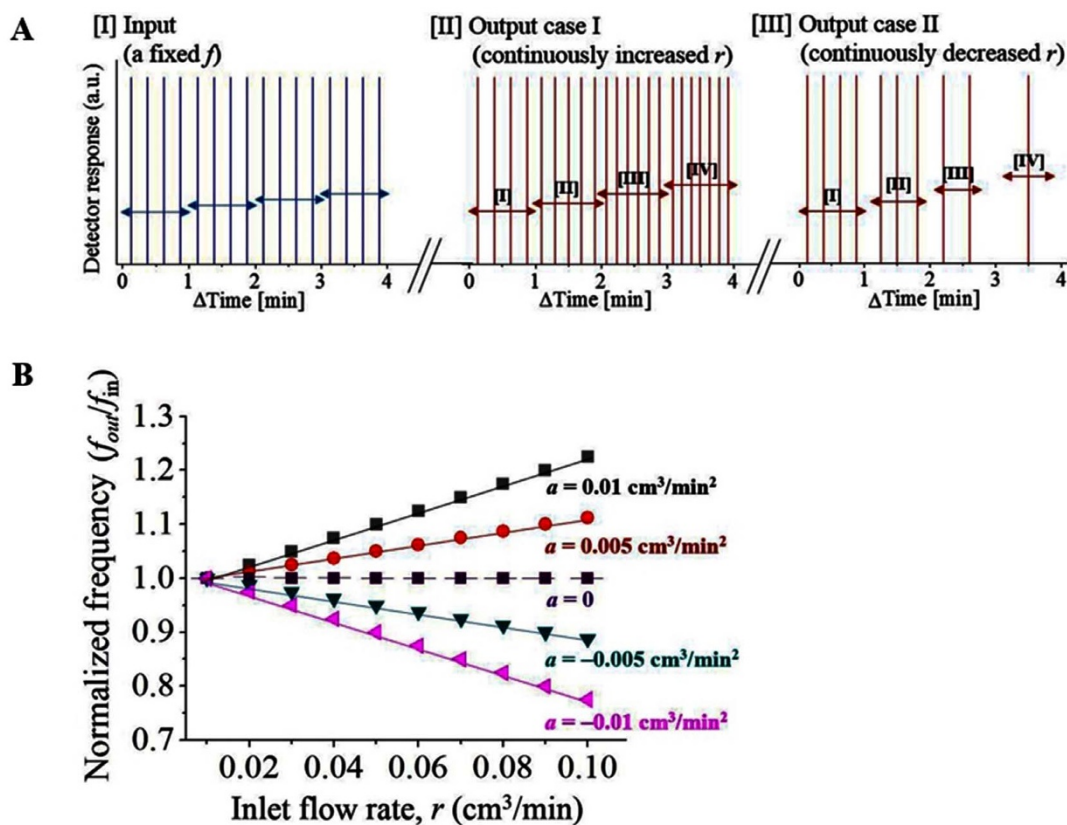 A
[I] Input
(a fixed f)
[II] Output case I
(continuously increased r)
[III] Output case II
(continuously decreased r)
Detector response (a.u.)
[I]
[II]
[III]
[IV]
[I]
[II]
[III]
[IV]
0 1 2 3 4
0 1 2 3 4
0 1 2 3 4
ΔTime [min]
ΔTime [min]
ΔTime [min]
B
Normalized frequency (fout/fin)
1.3
1.2
1.1
1.0
0.9
0.8
0.7
a = 0.01 cm³/min²
a = 0.005 cm³/min²
a = 0
a = –0.005 cm³/min²
a = –0.01 cm³/min²
0.02 0.04 0.06 0.08 0.10
Inlet flow rate, r (cm³/min)